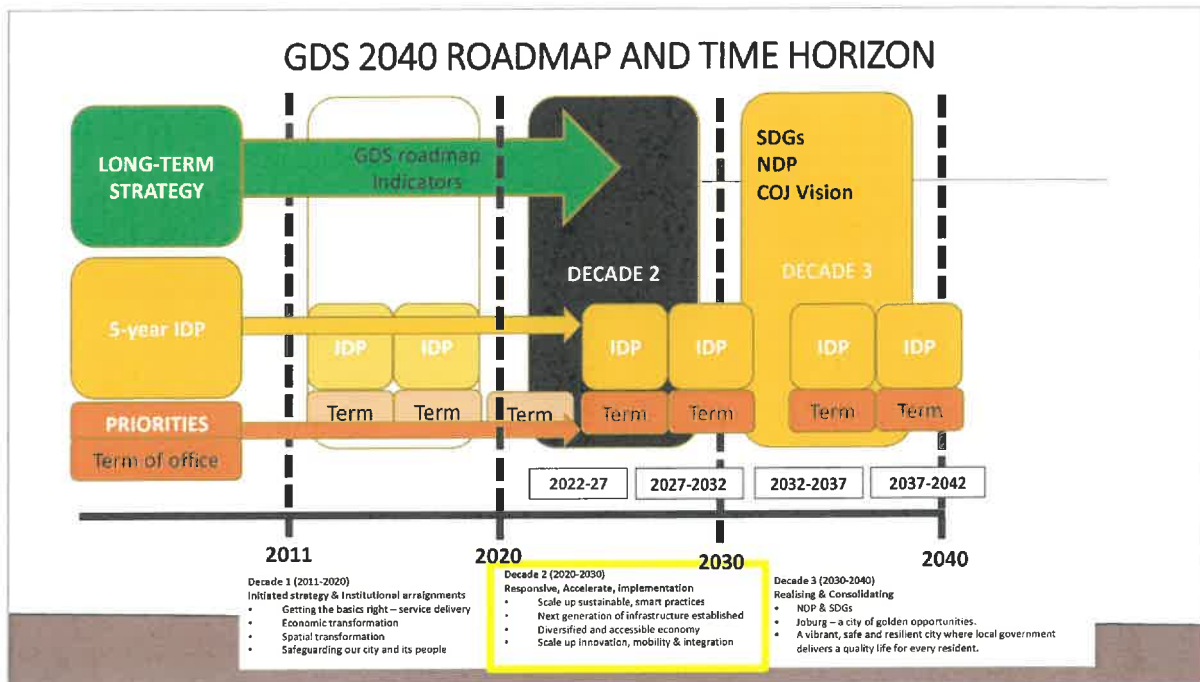 GDS 2040 ROADMAP AND TIME HORIZON
LONG-TERM
STRATEGY
GDS roadmap
Indicators
SDGs
NDP
COJ Vision
DECADE 2
DECADE 3
5-year IDP
IDP
IDP
IDP
IDP
IDP
IDP
PRIORITIES
Term of office
Term
Term
Term
Term
Term
Term
Term
2022-27
2027-2032
2032-2037
2037-2042
2011
2020
2030
2040
Decade 1 (2011-2020)
Initiated strategy & Institutional arraignments
• Getting the basics right – service delivery
• Economic transformation
• Spatial transformation
• Safeguarding our city and its people
Decade 2 (2020-2030)
Responsive, Accelerate, implementation
• Scale up sustainable, smart practices
• Next generation of infrastructure established
• Diversified and accessible economy
• Scale up innovation, mobility & integration
Decade 3 (2030-2040)
Realising & Consolidating
• NDP & SDGs
• Joburg – a city of golden opportunities.
• A vibrant, safe and resilient city where local government
delivers a quality life for every resident.